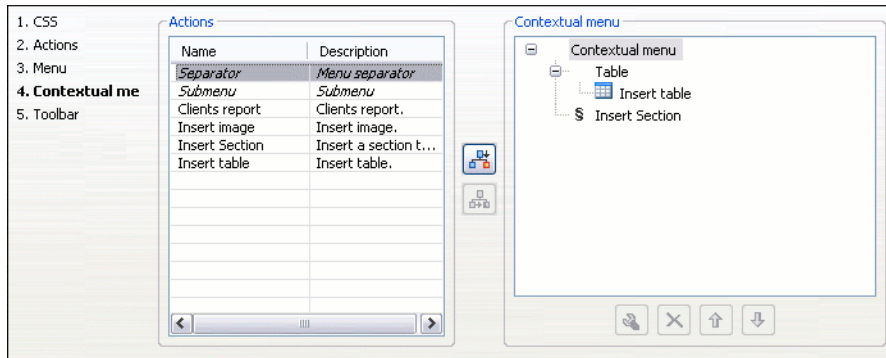 1. CSS
2. Actions
3. Menu
4. Contextual me
5. Toolbar
Actions
Name Description
Separator Menu separator
Submenu Submenu
Clients report Clients report.
Insert image Insert image.
Insert Section Insert a section t...
Insert table Insert table.
Contextual menu
Contextual menu
Table
Insert table
§ Insert Section